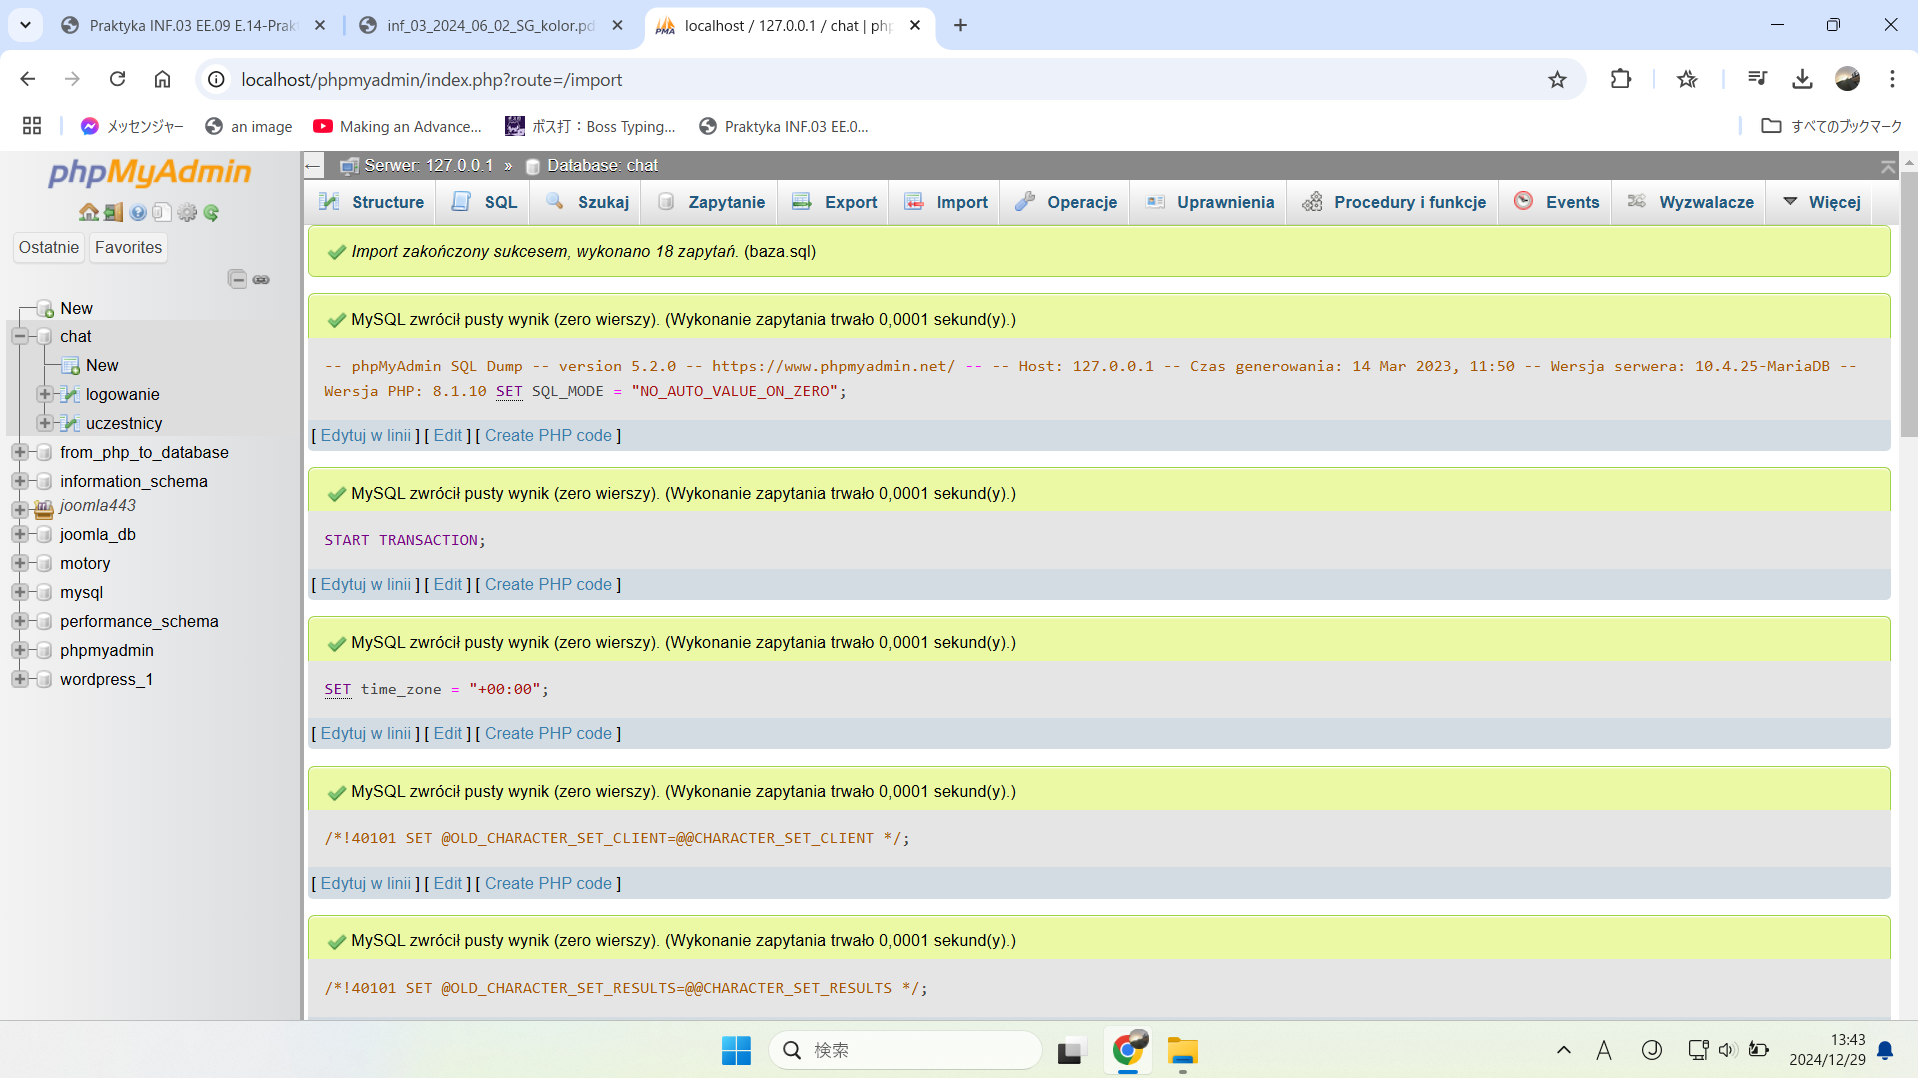 Praktyka INF.03 EE.09 E.14-Prakt
inf_03_2024_06_02_SG_kolor.pd
PMA
localhost / 127.0.0.1 / chat | php
localhost/phpmyadmin/index.php?route=/import
メッセンジャー
an image
Making an Advance...
ボス打：Boss Typing...
Praktyka INF.03 EE.0...
すべてのブックマーク
phpMyAdmin
Ostatnie
Favorites
New
chat
New
logowanie
uczestnicy
from_php_to_database
information_schema
joomla443
joomla_db
motory
mysql
performance_schema
phpmyadmin
wordpress_1
Serwer: 127.0.0.1 » Database: chat
Structure
SQL
Szukaj
Zapytanie
Export
Import
Operacje
Uprawnienia
Procedury i funkcje
Events
Wyzwalacze
Więcej
Import zakończony sukcesem, wykonano 18 zapytań. (baza.sql)
MySQL zwrócił pusty wynik (zero wierszy). (Wykonanie zapytania trwało 0,0001 sekund(y).)
-- phpMyAdmin SQL Dump -- version 5.2.0 -- https://www.phpmyadmin.net/ -- -- Host: 127.0.0.1 -- Czas generowania: 14 Mar 2023, 11:50 -- Wersja serwera: 10.4.25-MariaDB --
Wersja PHP: 8.1.10 SET SQL_MODE = "NO_AUTO_VALUE_ON_ZERO";
[ Edytuj w linii ] [ Edit ] [ Create PHP code ]
MySQL zwrócił pusty wynik (zero wierszy). (Wykonanie zapytania trwało 0,0001 sekund(y).)
START TRANSACTION;
[ Edytuj w linii ] [ Edit ] [ Create PHP code ]
MySQL zwrócił pusty wynik (zero wierszy). (Wykonanie zapytania trwało 0,0001 sekund(y).)
SET time_zone = "+00:00";
[ Edytuj w linii ] [ Edit ] [ Create PHP code ]
MySQL zwrócił pusty wynik (zero wierszy). (Wykonanie zapytania trwało 0,0001 sekund(y).)
/*!40101 SET @OLD_CHARACTER_SET_CLIENT=@@CHARACTER_SET_CLIENT */;
[ Edytuj w linii ] [ Edit ] [ Create PHP code ]
MySQL zwrócił pusty wynik (zero wierszy). (Wykonanie zapytania trwało 0,0001 sekund(y).)
/*!40101 SET @OLD_CHARACTER_SET_RESULTS=@@CHARACTER_SET_RESULTS */;
検索
A
J
13:43
2024/12/29